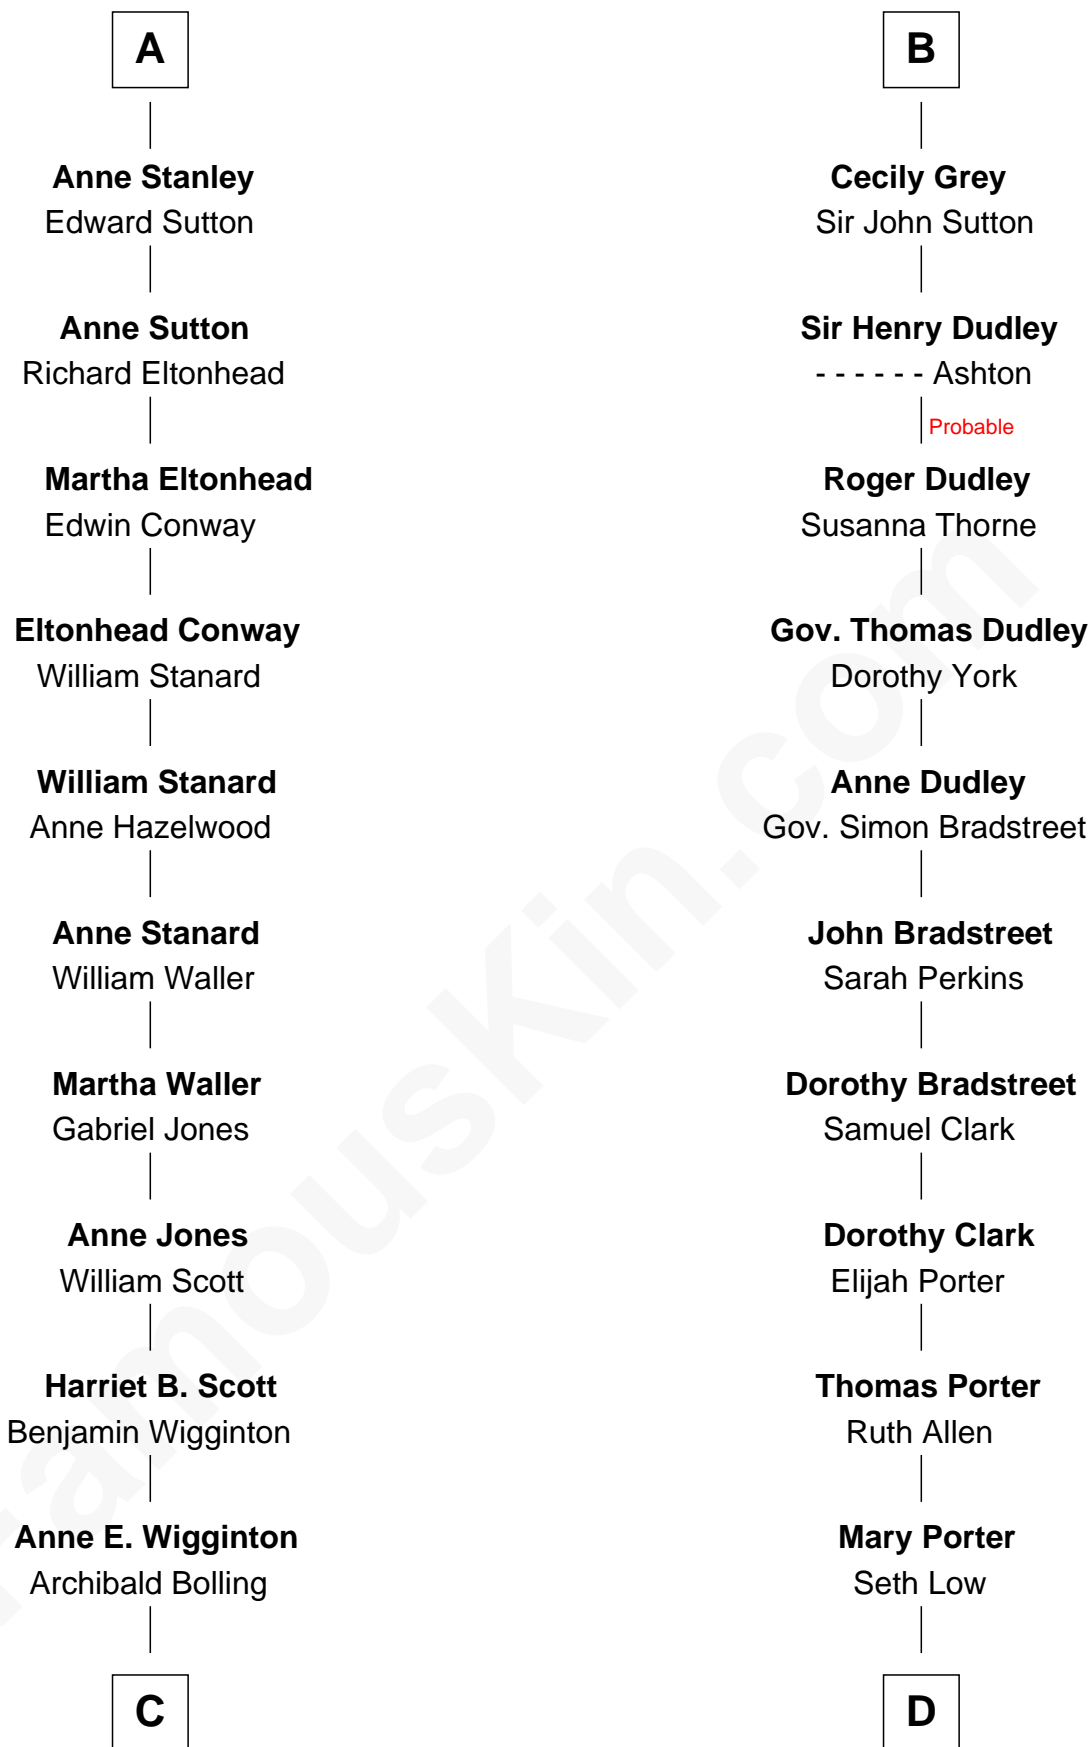 A
Anne Stanley
Edward Sutton
Anne Sutton
Richard Eltonhead
Martha Eltonhead
Edwin Conway
Eltonhead Conway
William Stanard
William Stanard
Anne Hazelwood
Anne Stanard
William Waller
Martha Waller
Gabriel Jones
Anne Jones
William Scott
Harriet B. Scott
Benjamin Wigginton
Anne E. Wigginton
Archibald Bolling
C
B
Cecily Grey
Sir John Sutton
Sir Henry Dudley
- - - - - - Ashton
Probable
Roger Dudley
Susanna Thorne
Gov. Thomas Dudley
Dorothy York
Anne Dudley
Gov. Simon Bradstreet
John Bradstreet
Sarah Perkins
Dorothy Bradstreet
Samuel Clark
Dorothy Clark
Elijah Porter
Thomas Porter
Ruth Allen
Mary Porter
Seth Low
D
FamousKin.com